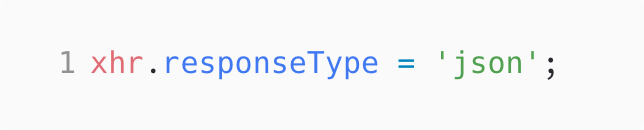 1 xhr.responseType = 'json';